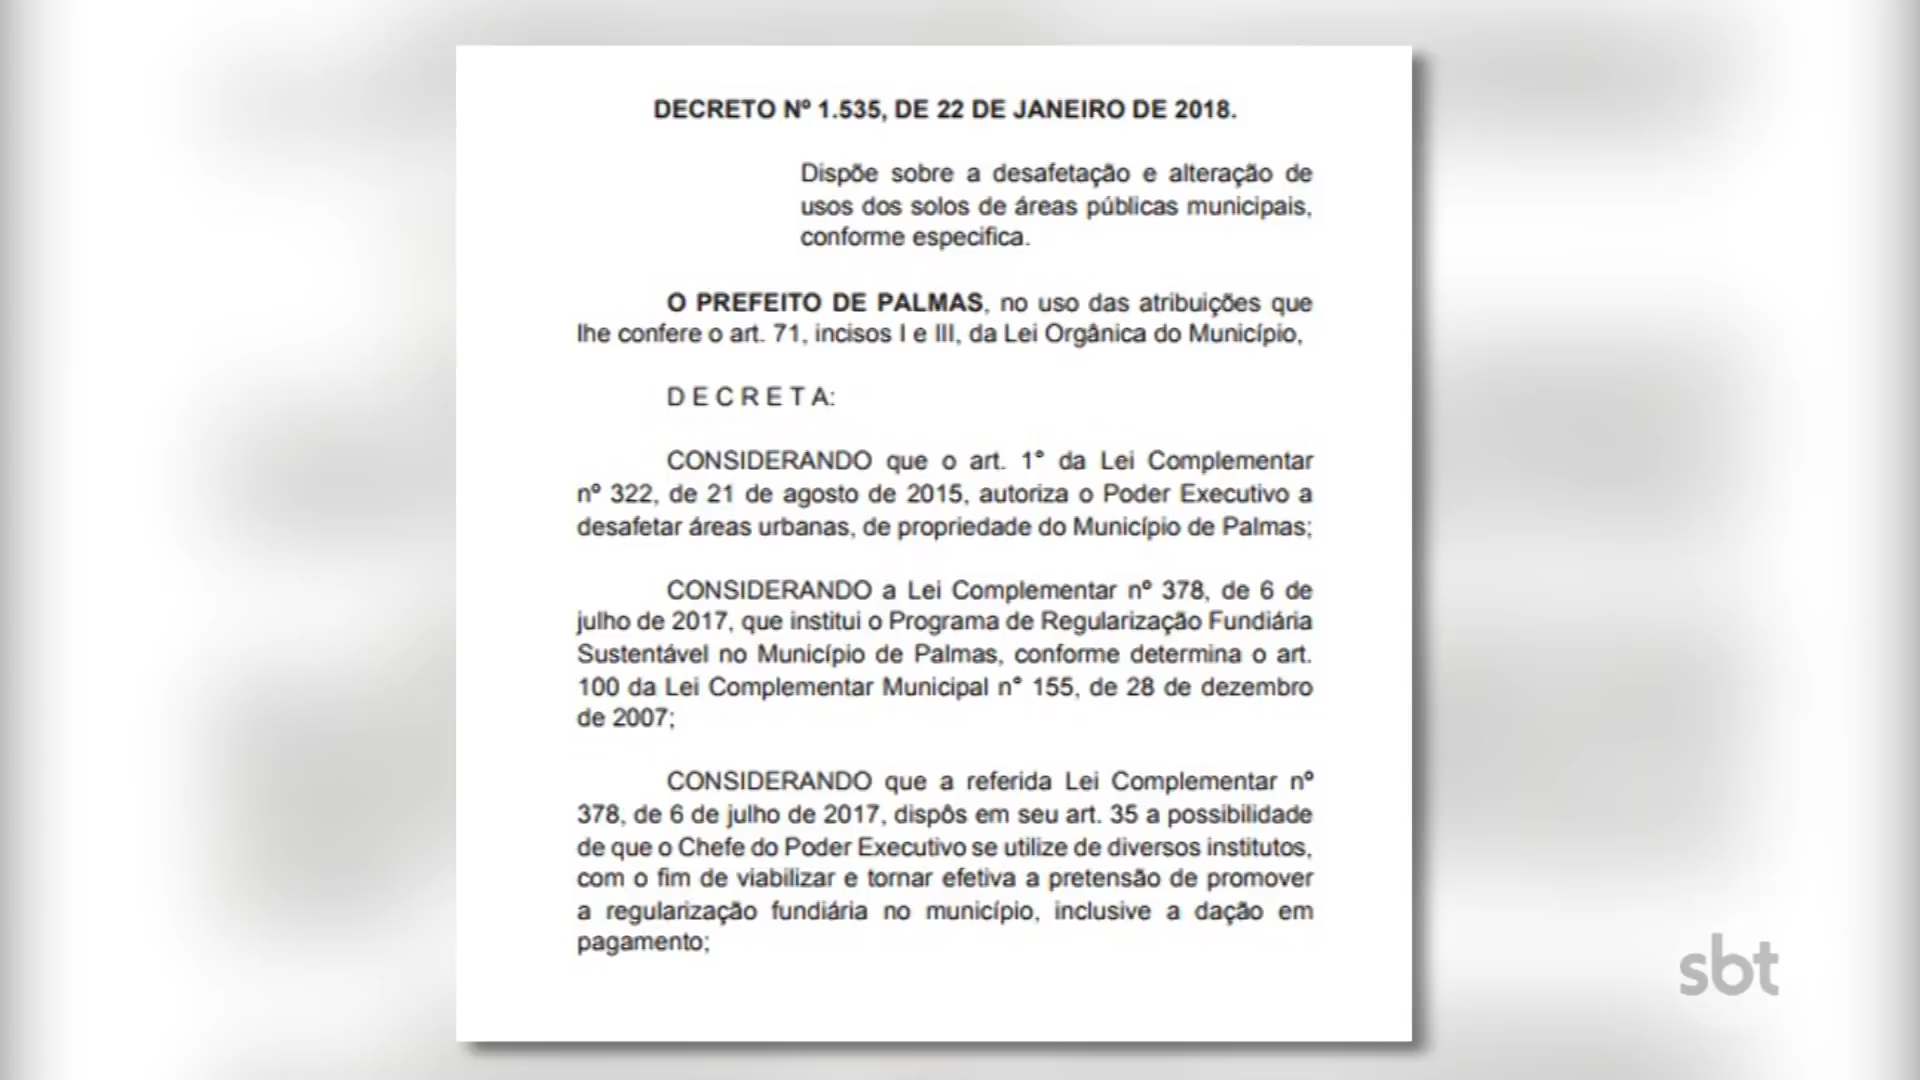 DECRETO Nº 1.535, DE 22 DE JANEIRO DE 2018.
Dispõe sobre a desafetação e alteração de
usos dos solos de áreas públicas municipais,
conforme especifica.
O PREFEITO DE PALMAS, no uso das atribuições que
lhe confere o art. 71, incisos I e III, da Lei Orgânica do Município,
D E C R E T A:
CONSIDERANDO que o art. 1° da Lei Complementar
nº 322, de 21 de agosto de 2015, autoriza o Poder Executivo a
desafetar áreas urbanas, de propriedade do Município de Palmas;
CONSIDERANDO a Lei Complementar nº 378, de 6 de
julho de 2017, que institui o Programa de Regularização Fundiária
Sustentável no Município de Palmas, conforme determina o art.
100 da Lei Complementar Municipal n° 155, de 28 de dezembro
de 2007;
CONSIDERANDO que a referida Lei Complementar nº
378, de 6 de julho de 2017, dispôs em seu art. 35 a possibilidade
de que o Chefe do Poder Executivo se utilize de diversos institutos,
com o fim de viabilizar e tornar efetiva a pretensão de promover
a regularização fundiária no município, inclusive a dação em
pagamento;
sbt